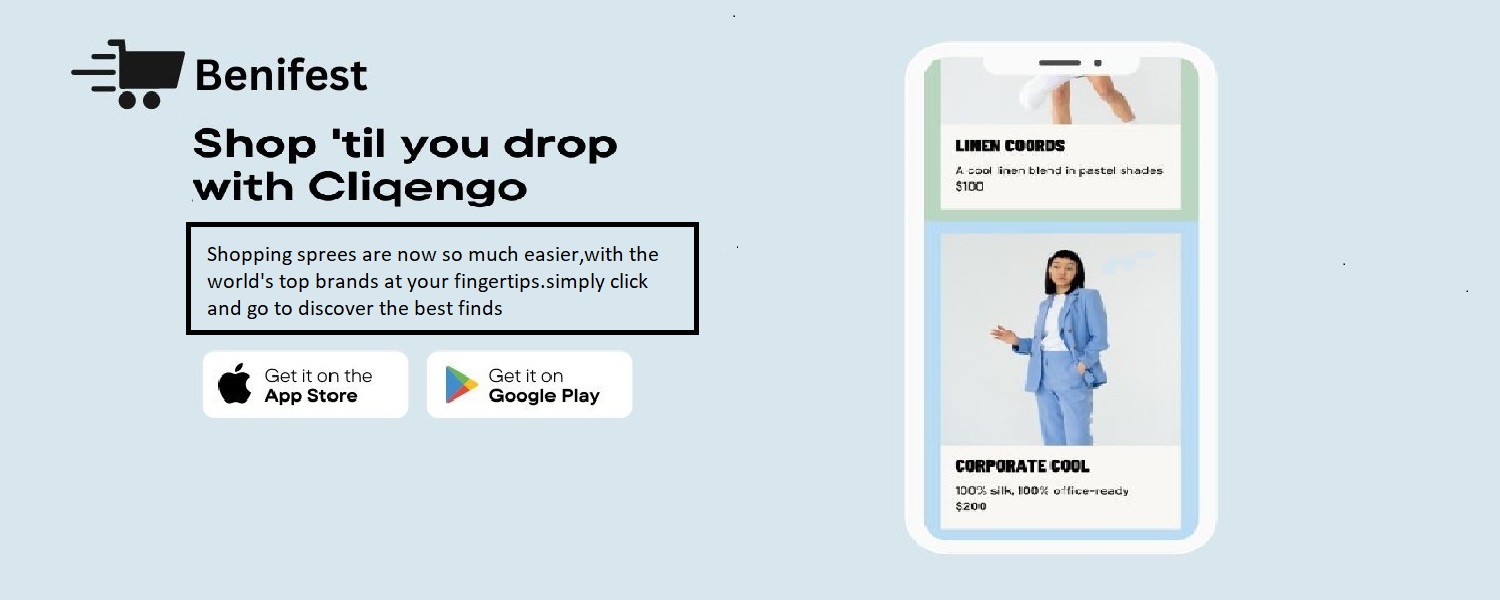 Benifest
Shop 'til you drop
with Cliqengo
Shopping sprees are now so much easier,with the
world's top brands at your fingertips.simply click
and go to discover the best finds
Get it on the
App Store
Get it on
Google Play
LINEN COORDS
A cool linen blend in pastel shades
$100
CORPORATE COOL
100% silk, 100% office-ready
$200